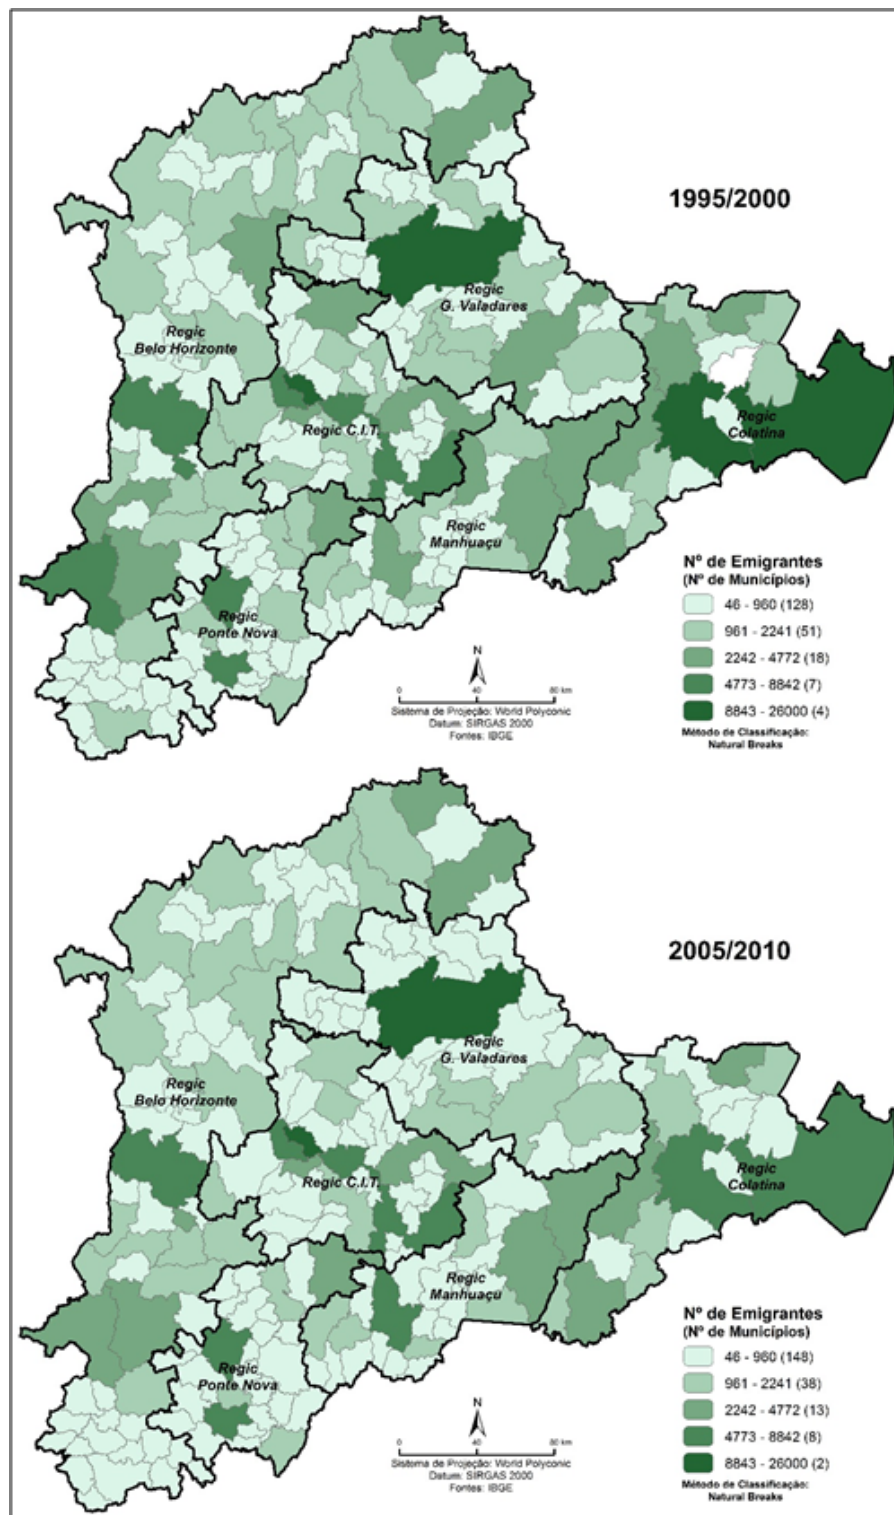 1995/2000
Regic
G. Valadares
Regic
Belo Horizonte
Regic
Colatina
Regic C.I.T.
Regic
Manhuaçu
Regic
Ponte Nova
Nº de Emigrantes
(Nº de Municípios)
46 - 960 (128)
961 - 2241 (51)
2242 - 4772 (18)
4773 - 8842 (7)
8843 - 26000 (4)
Método de Classificação:
Natural Breaks
N
0 40 80 km
Sistema de Projeção: World Polyconic
Datum: SIRGAS 2000
Fontes: IBGE
2005/2010
Regic
G. Valadares
Regic
Belo Horizonte
Regic
Colatina
Regic C.I.T.
Regic
Manhuaçu
Regic
Ponte Nova
Nº de Emigrantes
(Nº de Municípios)
46 - 960 (148)
961 - 2241 (38)
2242 - 4772 (13)
4773 - 8842 (8)
8843 - 26000 (2)
Método de Classificação:
Natural Breaks
N
0 40 80 km
Sistema de Projeção: World Polyconic
Datum: SIRGAS 2000
Fontes: IBGE